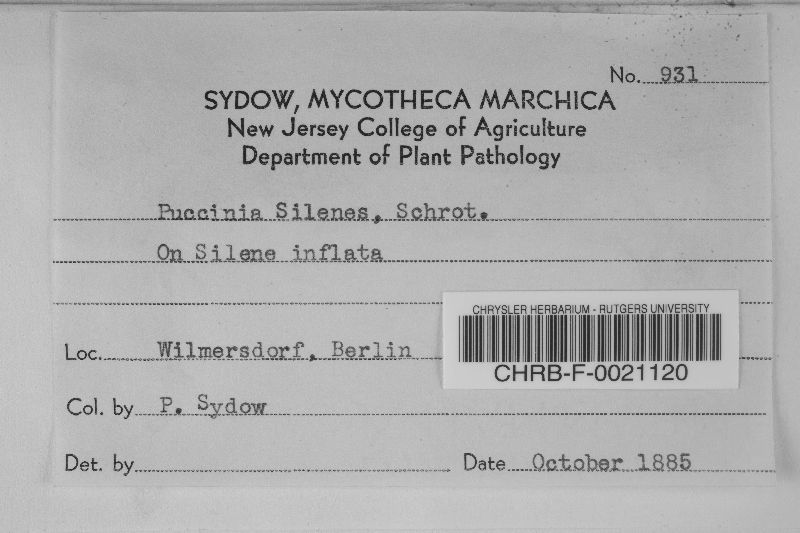 No. 931
SYDOW, MYCOTHECA MARCHICA
New Jersey College of Agriculture
Department of Plant Pathology
Puccinia Silenes, Schrot.
On Silene inflata
CHRYSLER HERBARIUM - RUTGERS UNIVERSITY
CHRB-F-0021120
Loc. Wilmersdorf, Berlin
Col. by P. Sydow
Det. by
Date October 1885